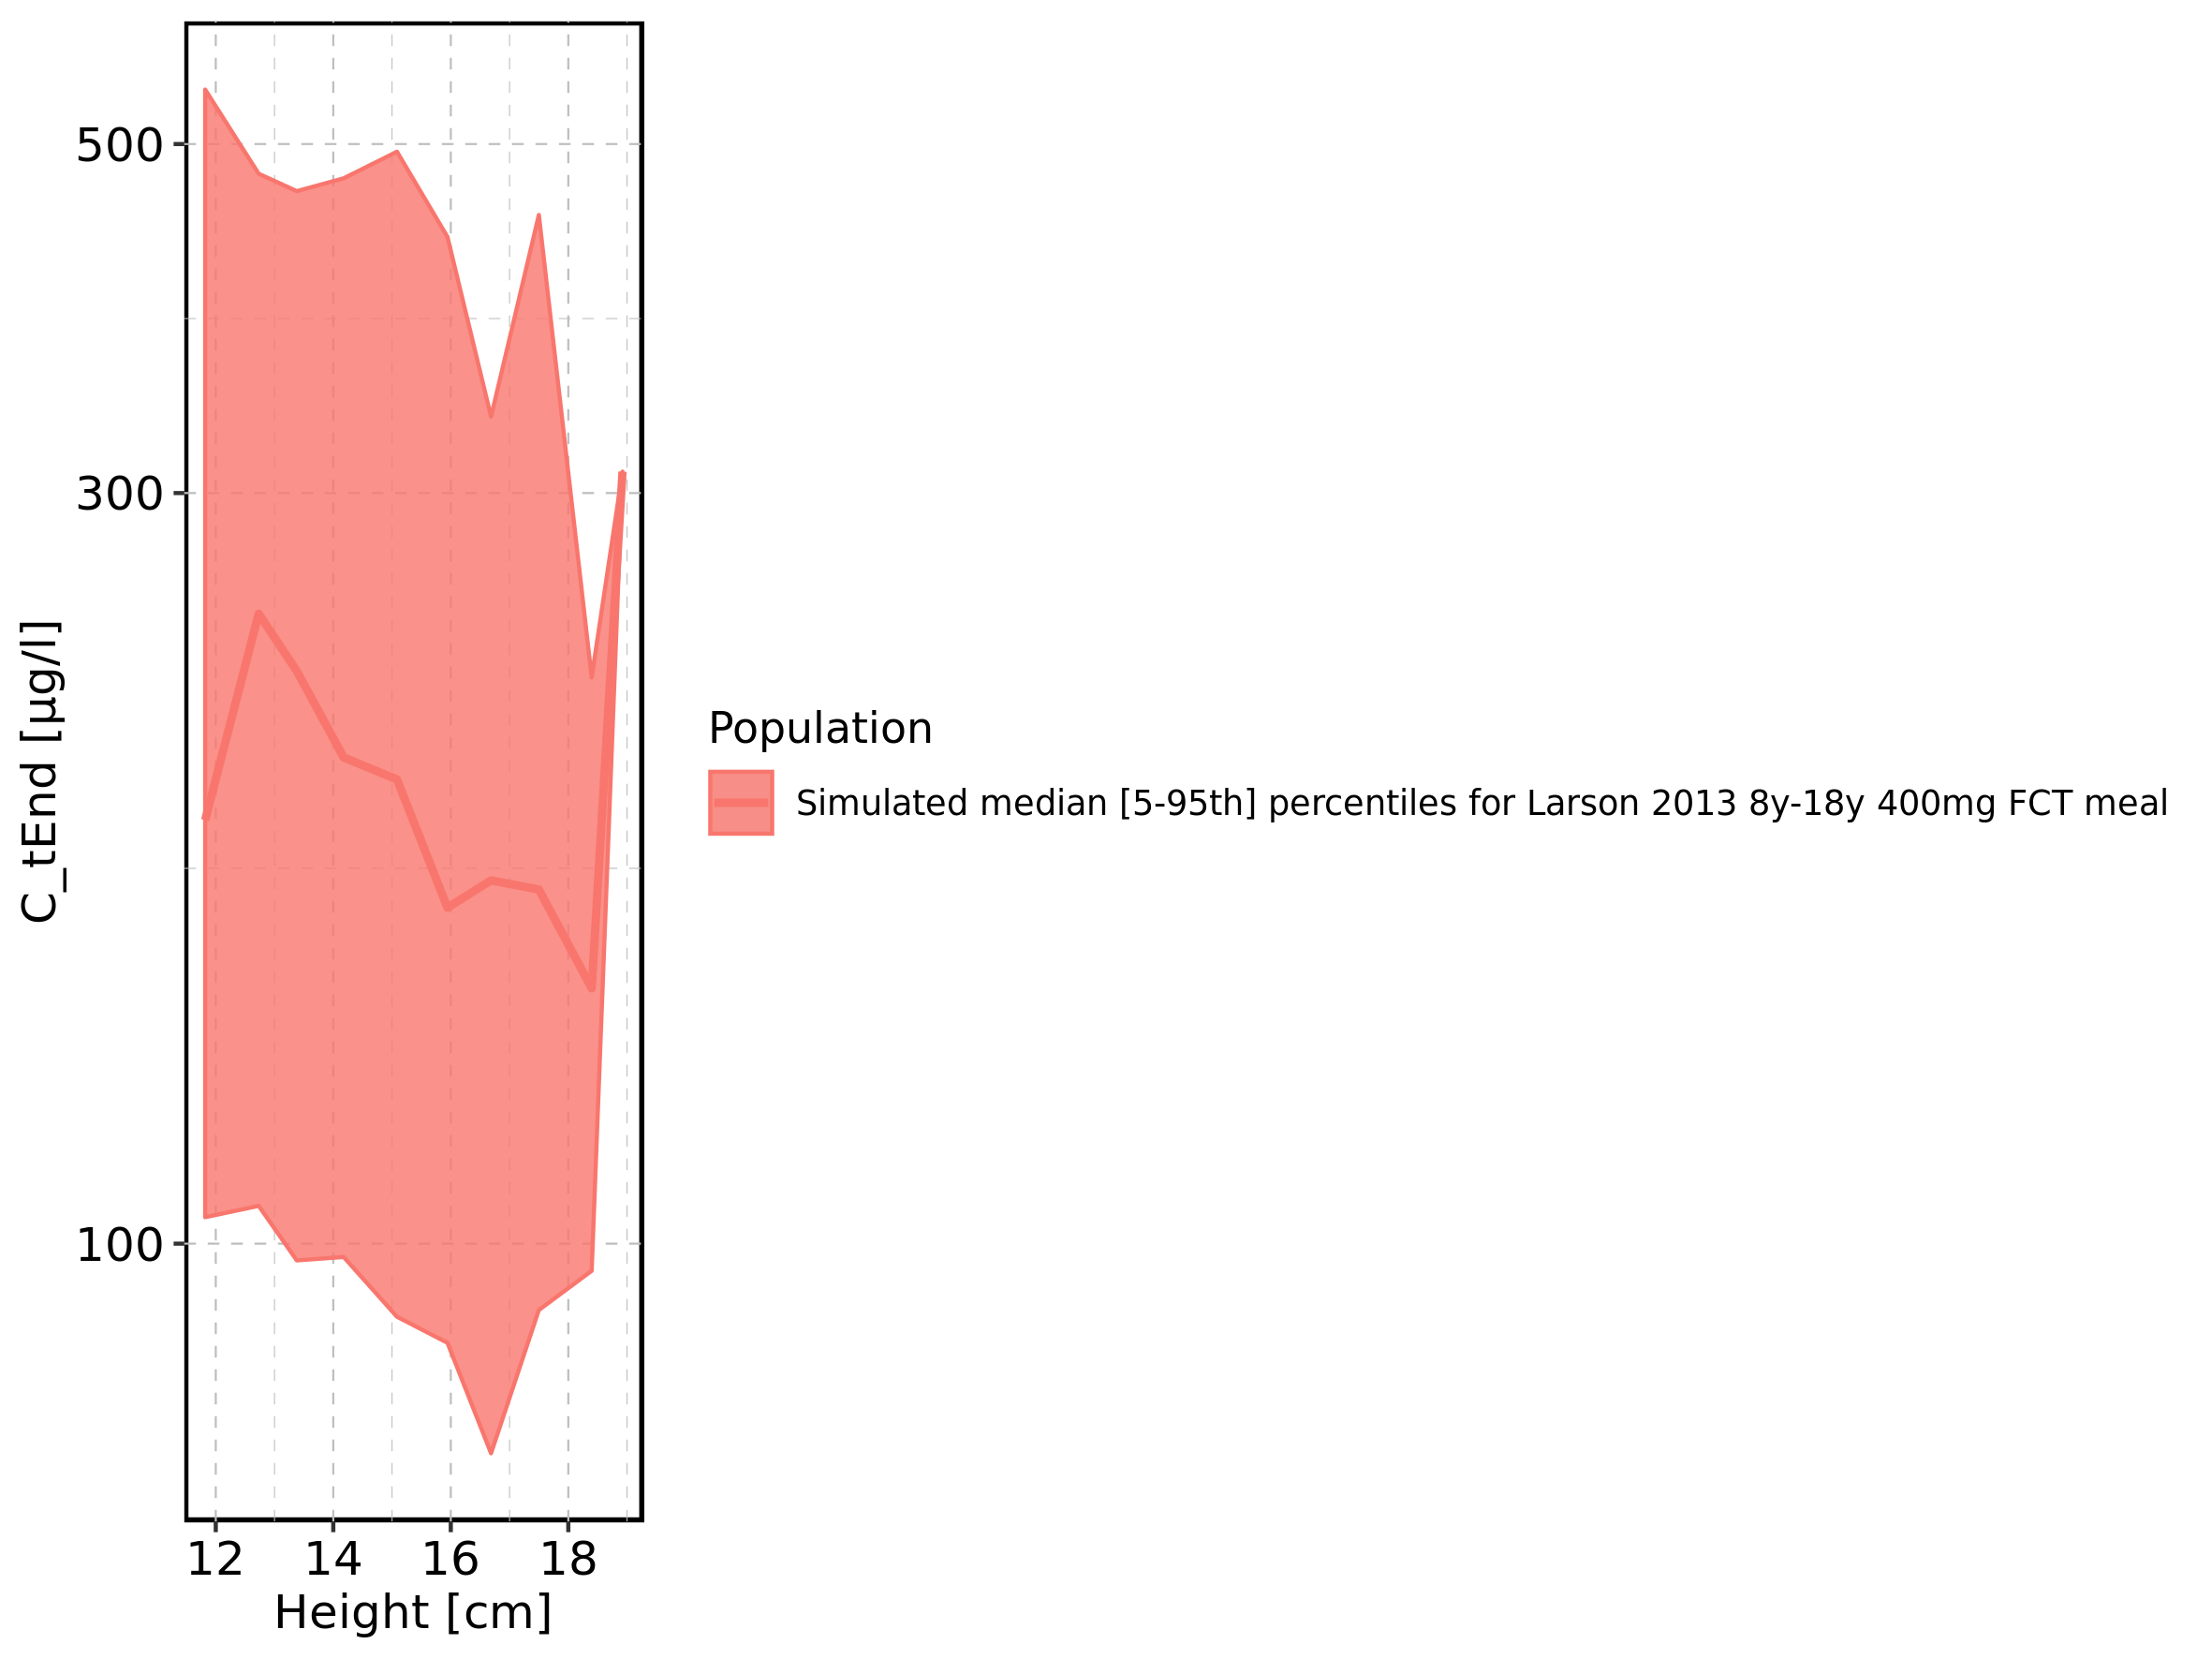 500
300
100
C_tEnd [µg/l]
12 14 16 18
Height [cm]
Population
Simulated median [5-95th] percentiles for Larson 2013 8y-18y 400mg FCT meal